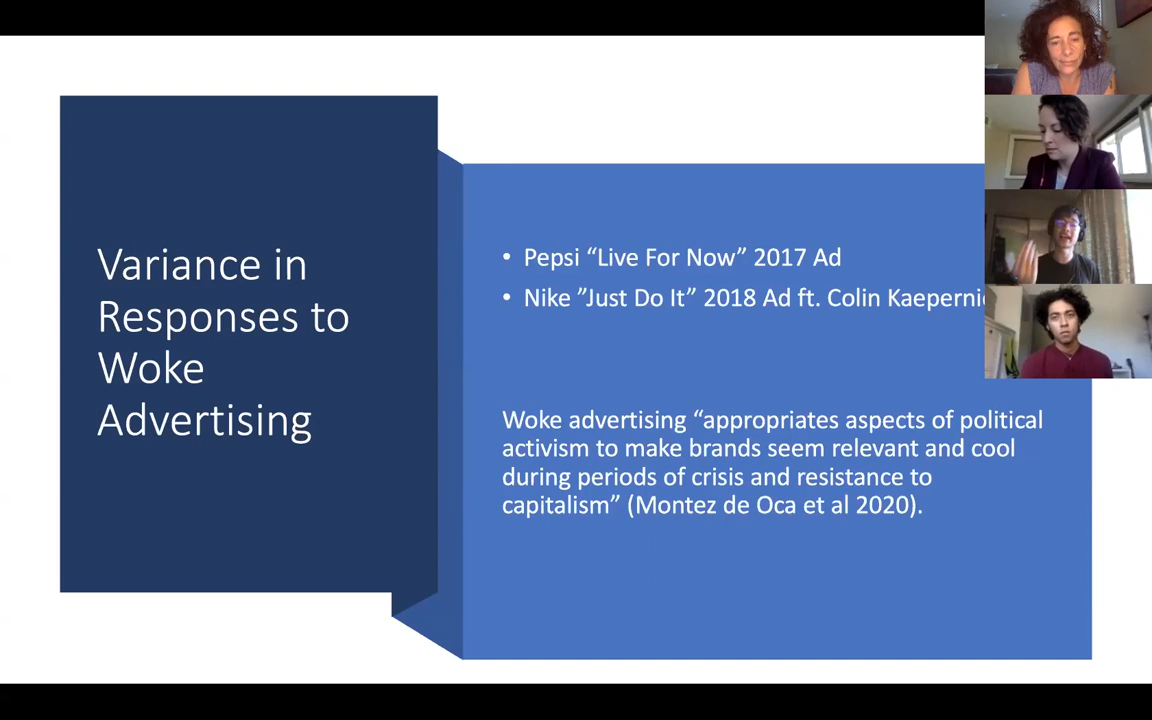 Variance in
Responses to
Woke
Advertising
• Pepsi “Live For Now” 2017 Ad
• Nike ”Just Do It” 2018 Ad ft. Colin Kaeperni
Woke advertising “appropriates aspects of political
activism to make brands seem relevant and cool
during periods of crisis and resistance to
capitalism” (Montez de Oca et al 2020).